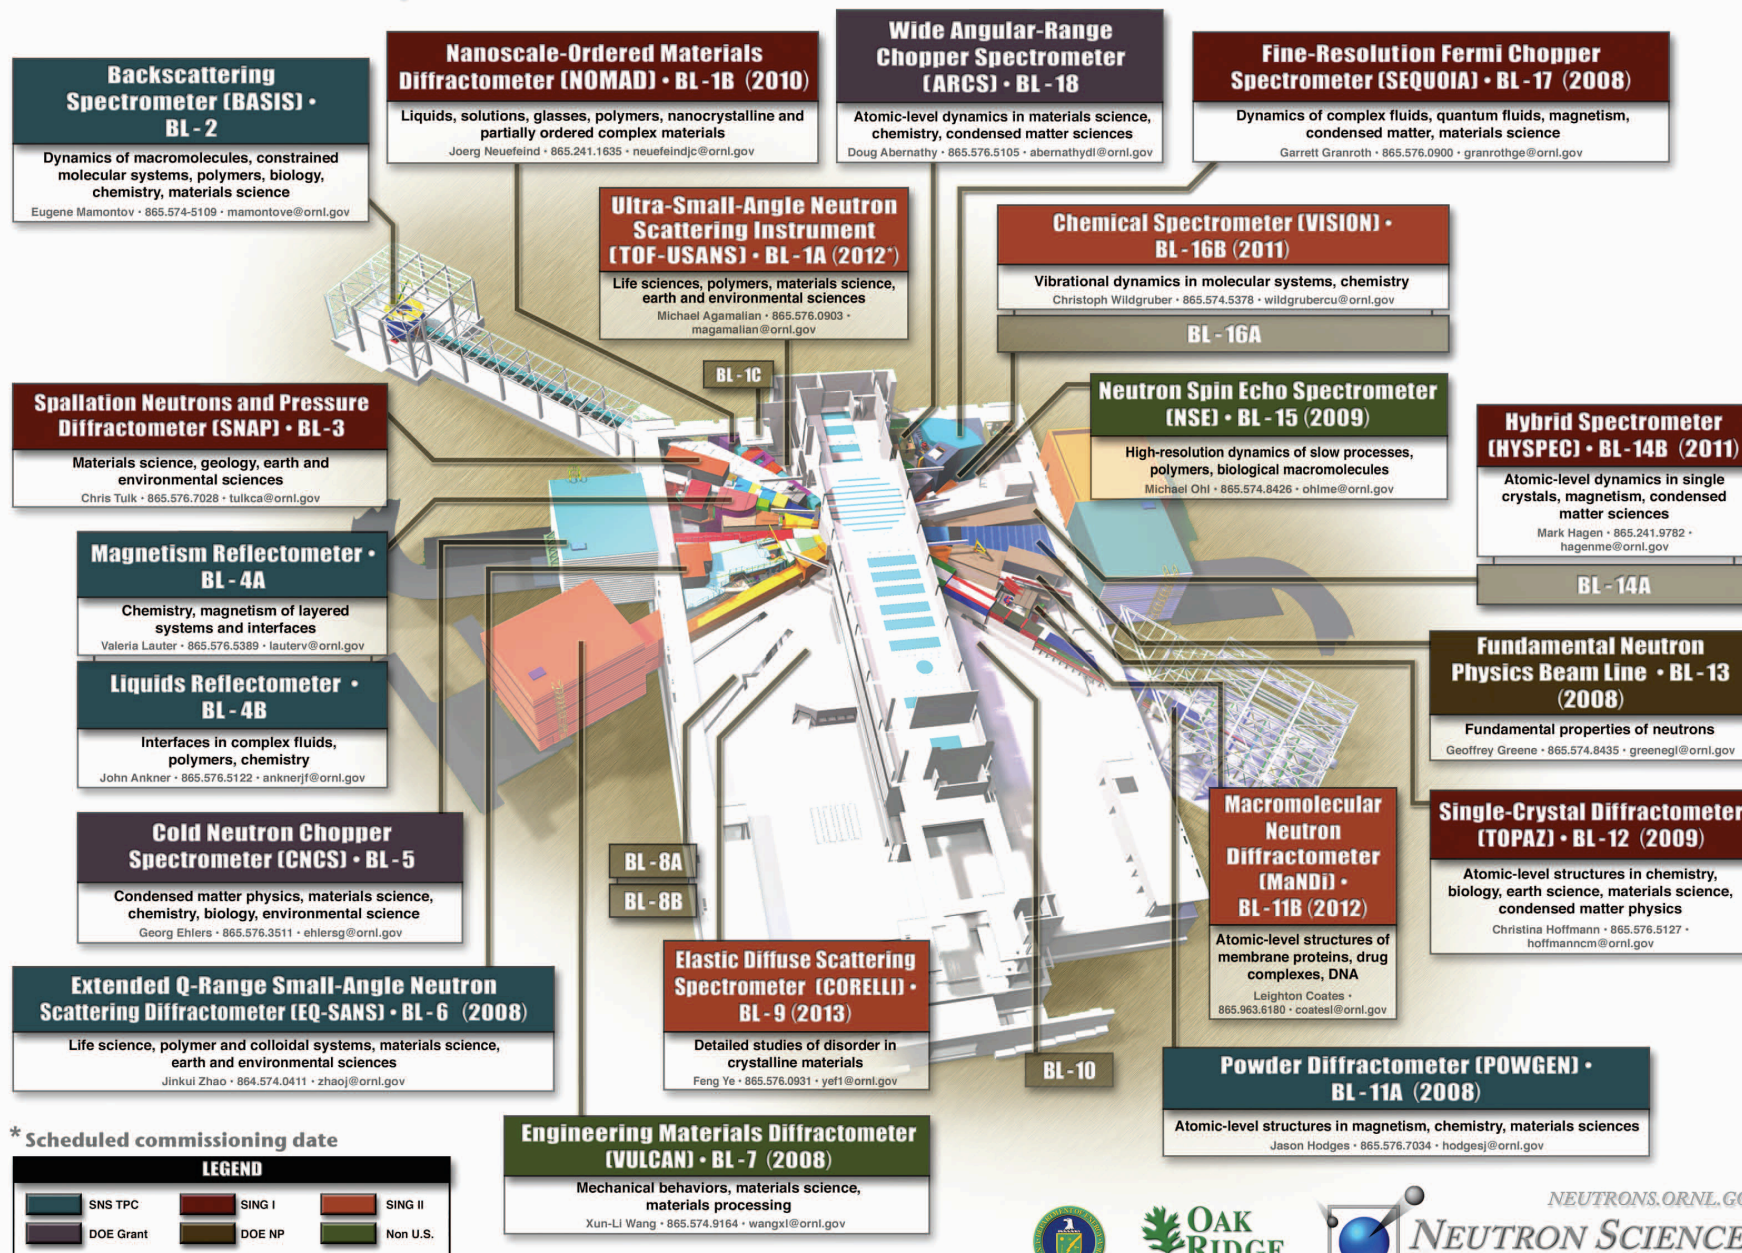 Backscattering
Spectrometer (BASIS) •
BL - 2
Dynamics of macromolecules, constrained
molecular systems, polymers, biology,
chemistry, materials science
Eugene Mamontov • 865.574-5109 • mamontove@ornl.gov
Nanoscale-Ordered Materials
Diffractometer (NOMAD) • BL - 1B (2010)
Liquids, solutions, glasses, polymers, nanocrystalline and
partially ordered complex materials
Joerg Neuefeind • 865.241.1635 • neuefeindjc@ornl.gov
Wide Angular-Range
Chopper Spectrometer
(ARCS) • BL - 18
Atomic-level dynamics in materials science,
chemistry, condensed matter sciences
Doug Abernathy • 865.576.5105 • abernathydl@ornl.gov
Fine-Resolution Fermi Chopper
Spectrometer (SEQUOIA) • BL - 17 (2008)
Dynamics of complex fluids, quantum fluids, magnetism,
condensed matter, materials science
Garrett Granroth • 865.576.0900 • granrothge@ornl.gov
Ultra-Small-Angle Neutron
Scattering Instrument
(TOF-USANS) • BL - 1A (2012*)
Life sciences, polymers, materials science,
earth and environmental sciences
Michael Agamalian • 865.576.0903 •
magamalian@ornl.gov
Chemical Spectrometer (VISION) •
BL - 16B (2011)
Vibrational dynamics in molecular systems, chemistry
Christoph Wildgruber • 865.574.5378 • wildgrubercu@ornl.gov
BL - 16A
BL - 1C
Neutron Spin Echo Spectrometer
(NSE) • BL - 15 (2009)
High-resolution dynamics of slow processes,
polymers, biological macromolecules
Michael Ohl • 865.574.8426 • ohlme@ornl.gov
Spallation Neutrons and Pressure
Diffractometer (SNAP) • BL-3
Materials science, geology, earth and
environmental sciences
Chris Tulk • 865.576.7028 • tulkca@ornl.gov
Hybrid Spectrometer
(HYSPEC) • BL-14B (2011)
Atomic-level dynamics in single
crystals, magnetism, condensed
matter sciences
Mark Hagen • 865.241.9782 •
hagenme@ornl.gov
BL - 14A
Magnetism Reflectometer •
BL - 4A
Chemistry, magnetism of layered
systems and interfaces
Valeria Lauter • 865.576.5389 • lauterv@ornl.gov
Liquids Reflectometer •
BL - 4B
Interfaces in complex fluids,
polymers, chemistry
John Ankner • 865.576.5122 • anknerjf@ornl.gov
Fundamental Neutron
Physics Beam Line • BL - 13
(2008)
Fundamental properties of neutrons
Geoffrey Greene • 865.574.8435 • greenegl@ornl.gov
Cold Neutron Chopper
Spectrometer (CNCS) • BL - 5
Condensed matter physics, materials science,
chemistry, biology, environmental science
Georg Ehlers • 865.576.3511 • ehlersg@ornl.gov
BL - 8A
BL - 8B
Macromolecular
Neutron
Diffractometer
(MaNDi) •
BL - 11B (2012)
Atomic-level structures of
membrane proteins, drug
complexes, DNA
Leighton Coates •
865.963.6180 • coatesl@ornl.gov
Single-Crystal Diffractometer
(TOPAZ) • BL - 12 (2009)
Atomic-level structures in chemistry,
biology, earth science, materials science,
condensed matter physics
Christina Hoffmann • 865.576.5127 •
hoffmanncm@ornl.gov
Extended Q-Range Small-Angle Neutron
Scattering Diffractometer (EQ-SANS) • BL - 6 (2008)
Life science, polymer and colloidal systems, materials science,
earth and environmental sciences
Jinkui Zhao • 864.574.0411 • zhaoj@ornl.gov
Elastic Diffuse Scattering
Spectrometer (CORELLI) •
BL - 9 (2013)
Detailed studies of disorder in
crystalline materials
Feng Ye • 865.576.0931 • yef1@ornl.gov
BL - 10
Powder Diffractometer (POWGEN) •
BL - 11A (2008)
Atomic-level structures in magnetism, chemistry, materials sciences
Jason Hodges • 865.576.7034 • hodgesj@ornl.gov
Engineering Materials Diffractometer
(VULCAN) • BL - 7 (2008)
Mechanical behaviors, materials science,
materials processing
Xun-Li Wang • 865.574.9164 • wangxl@ornl.gov
* Scheduled commissioning date
LEGEND
SNS TPC
SING I
SING II
DOE Grant
DOE NP
Non U.S.
OAK
RIDGE
NEUTRONS.ORNL.GO
NEUTRON SCIENCE